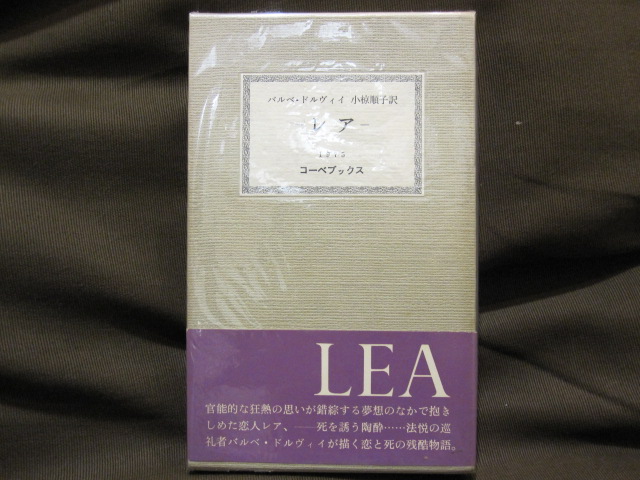 バルベ・ドルヴィイ 小椋順子訳
レア
1975
コーベブックス
LEA
官能的な狂熱の思いが錯綜する夢想のなかで抱き
しめた恋人レア、――死を誘う陶酔……法悦の巡
礼者バルベ・ドルヴィイが描く恋と死の残酷物語。